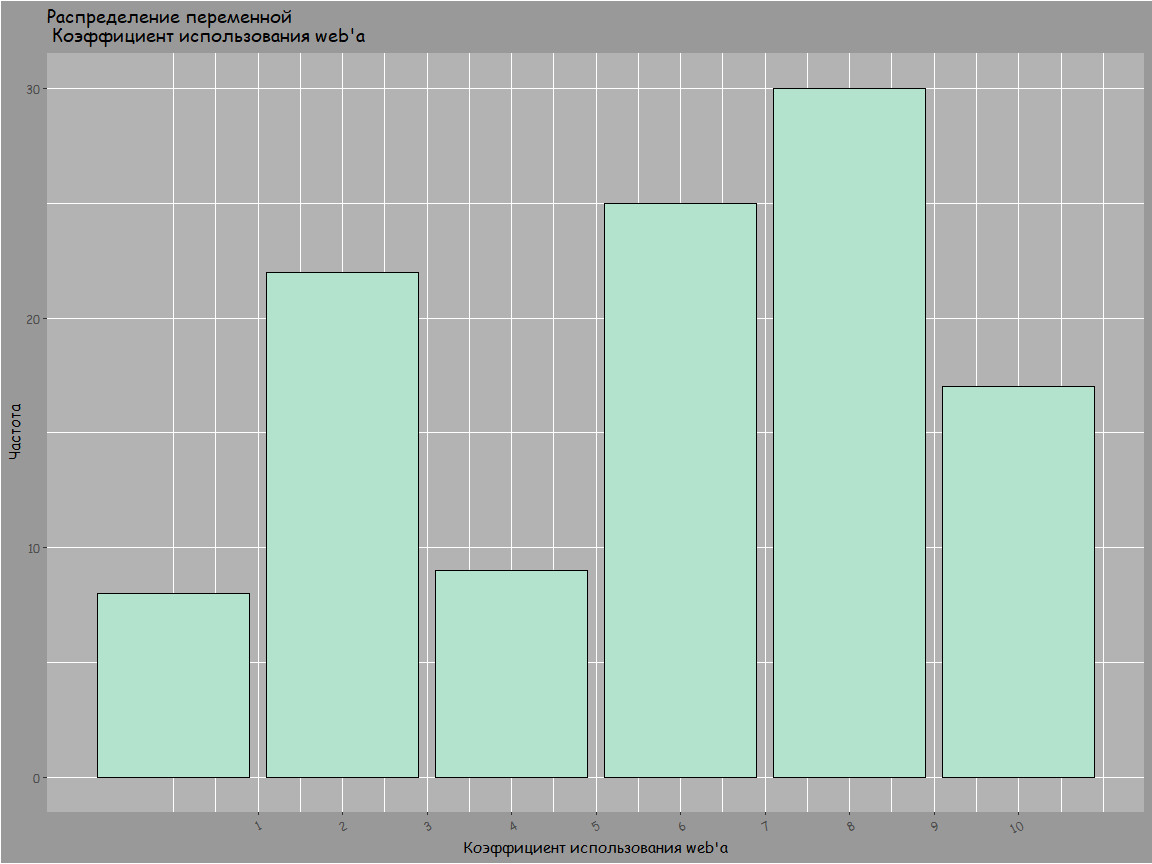 Распределение переменной
Коэффициент использования web'а
30
20
10
0
Частота
1 2 3 4 5 6 7 8 9 10
Коэффициент использования web'а